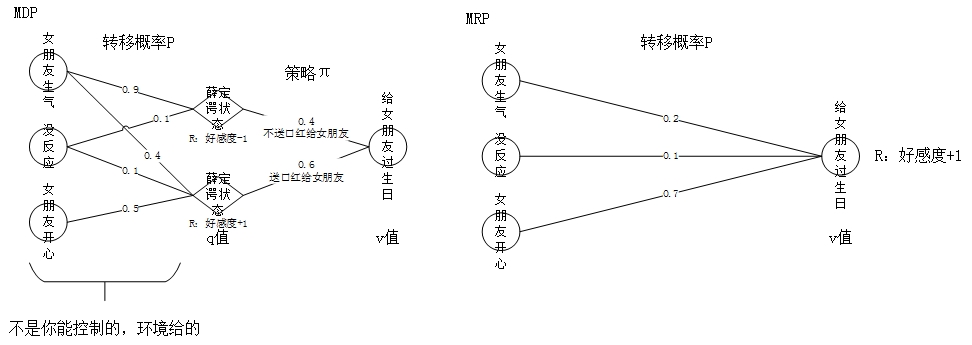 MDP
转移概率P
策略π
女朋友生气
没反应
女朋友开心
0.9
0.1
0.4
0.1
0.5
薛定谔状态
R：好感度-1
薛定谔状态
R：好感度+1
q值
0.4
不送口红给女朋友
0.6
送口红给女朋友
给女朋友过生日
v值
不是你能控制的，环境给的
MRP
转移概率P
女朋友生气
没反应
女朋友开心
0.2
0.1
0.7
给女朋友过生日
R：好感度+1
v值